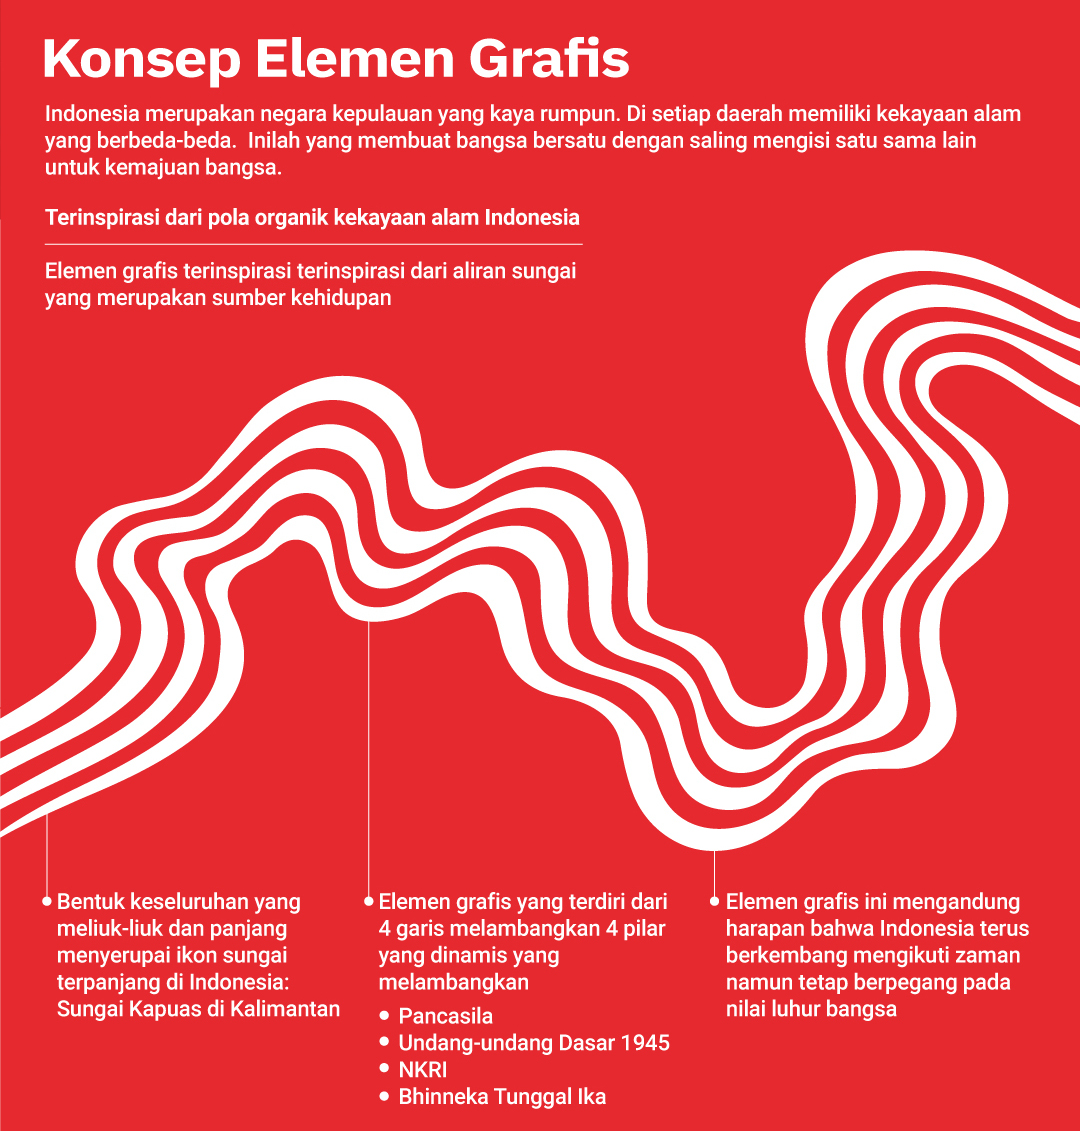 Konsep Elemen Grafis
Indonesia merupakan negara kepulauan yang kaya rumpun. Di setiap daerah memiliki kekayaan alam
yang berbeda-beda.  Inilah yang membuat bangsa bersatu dengan saling mengisi satu sama lain
untuk kemajuan bangsa.
Terinspirasi dari pola organik kekayaan alam Indonesia
Elemen grafis terinspirasi terinspirasi dari aliran sungai
yang merupakan sumber kehidupan
Bentuk keseluruhan yang
meliuk-liuk dan panjang
menyerupai ikon sungai
terpanjang di Indonesia:
Sungai Kapuas di Kalimantan
Elemen grafis yang terdiri dari
4 garis melambangkan 4 pilar
yang dinamis yang
melambangkan
• Pancasila
• Undang-undang Dasar 1945
• NKRI
• Bhinneka Tunggal Ika
Elemen grafis ini mengandung
harapan bahwa Indonesia terus
berkembang mengikuti zaman
namun tetap berpegang pada
nilai luhur bangsa